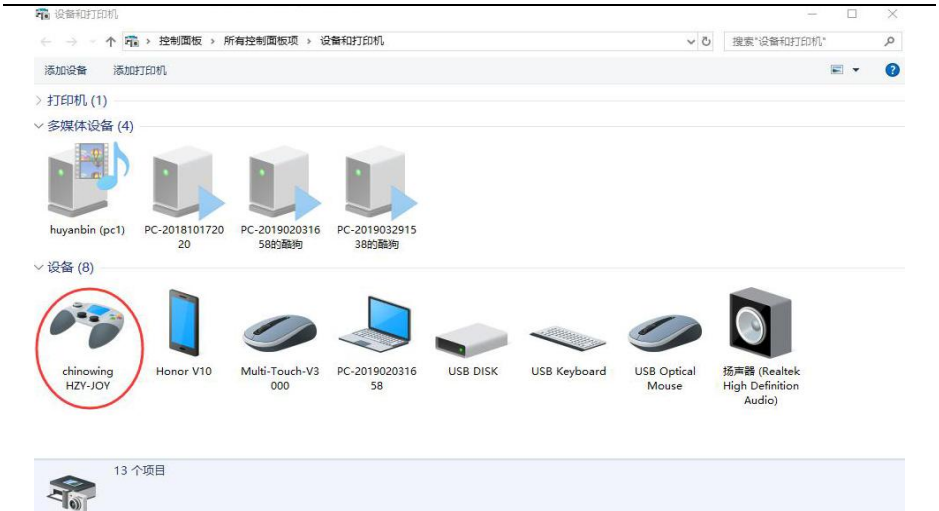 设备和打印机
控制面板 › 所有控制面板项 › 设备和打印机
搜索"设备和打印机"
添加设备 添加打印机
打印机 (1)
多媒体设备 (4)
huyanbin (pc1)
PC-2018101720
20
PC-2019020316
58的酷狗
PC-2019032915
38的酷狗
设备 (8)
chinowing
HZY-JOY
Honor V10
Multi-Touch-V3
000
PC-2019020316
58
USB DISK
USB Keyboard
USB Optical
Mouse
扬声器 (Realtek
High Definition
Audio)
13 个项目